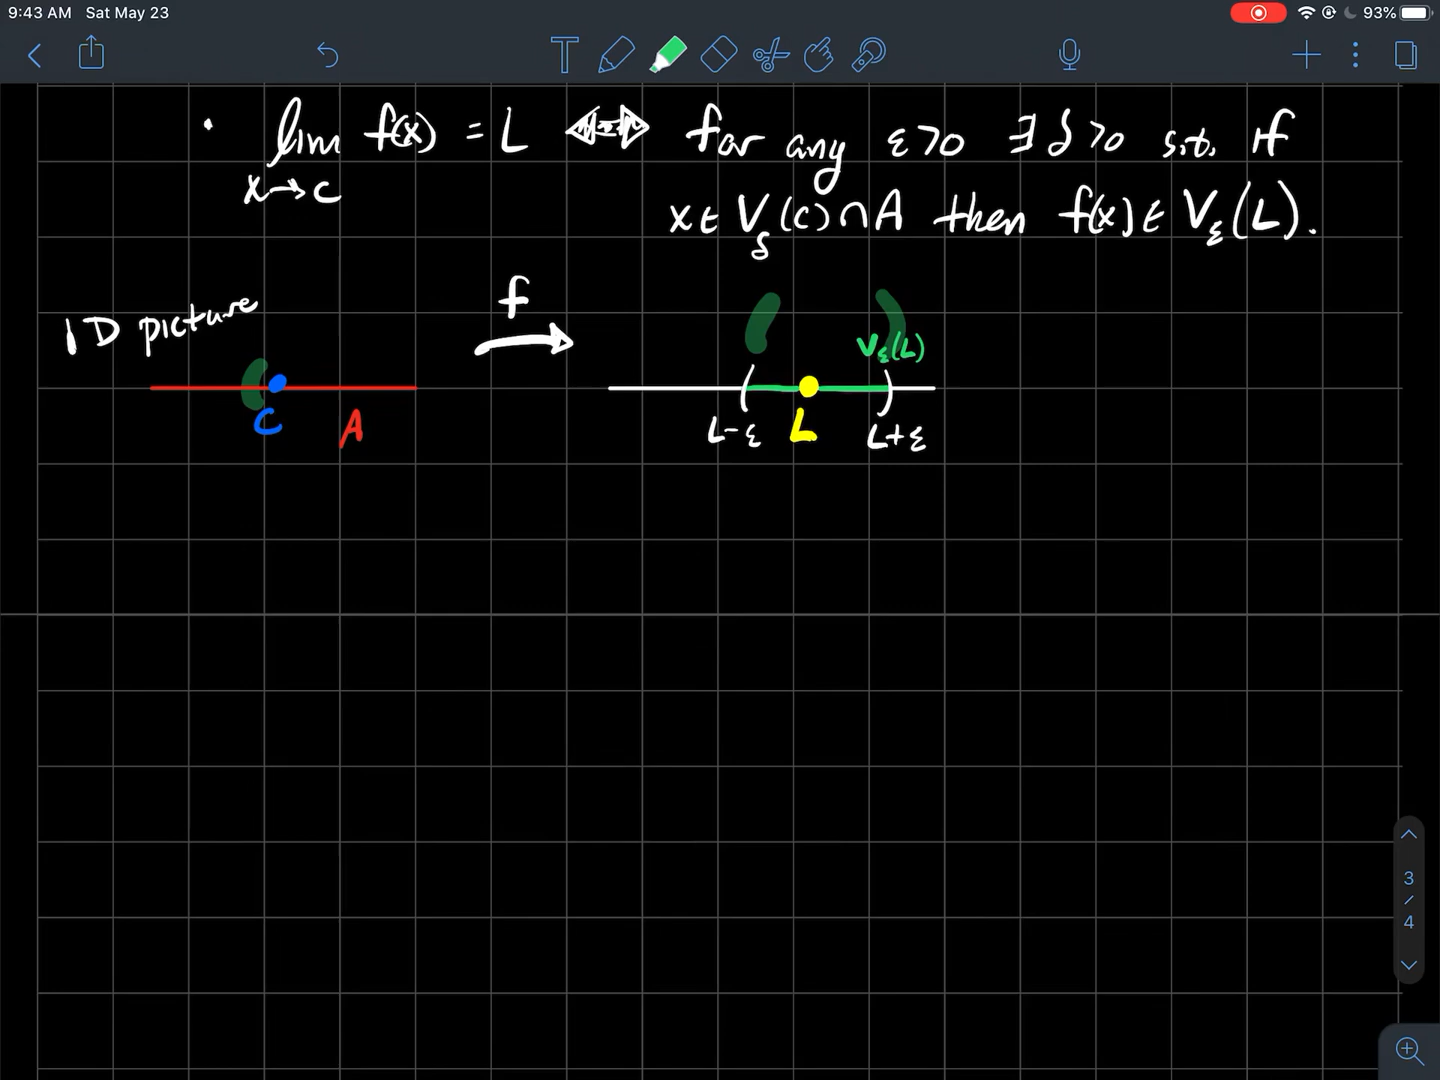 9:43 AM Sat May 23
93%
• lim f(x) = L ⟺ for any ε>0 ∃ δ>0 s.t. if
x→c
x∈ V_δ(c)∩A then f(x)∈ V_ε(L).
1D picture
f
V_ε(L)
C A
L-ε L L+ε
3
/
4